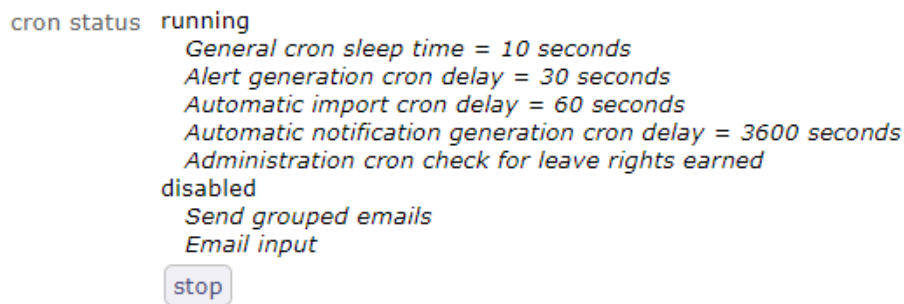 cron status running
General cron sleep time = 10 seconds
Alert generation cron delay = 30 seconds
Automatic import cron delay = 60 seconds
Automatic notification generation cron delay = 3600 seconds
Administration cron check for leave rights earned
disabled
Send grouped emails
Email input
stop